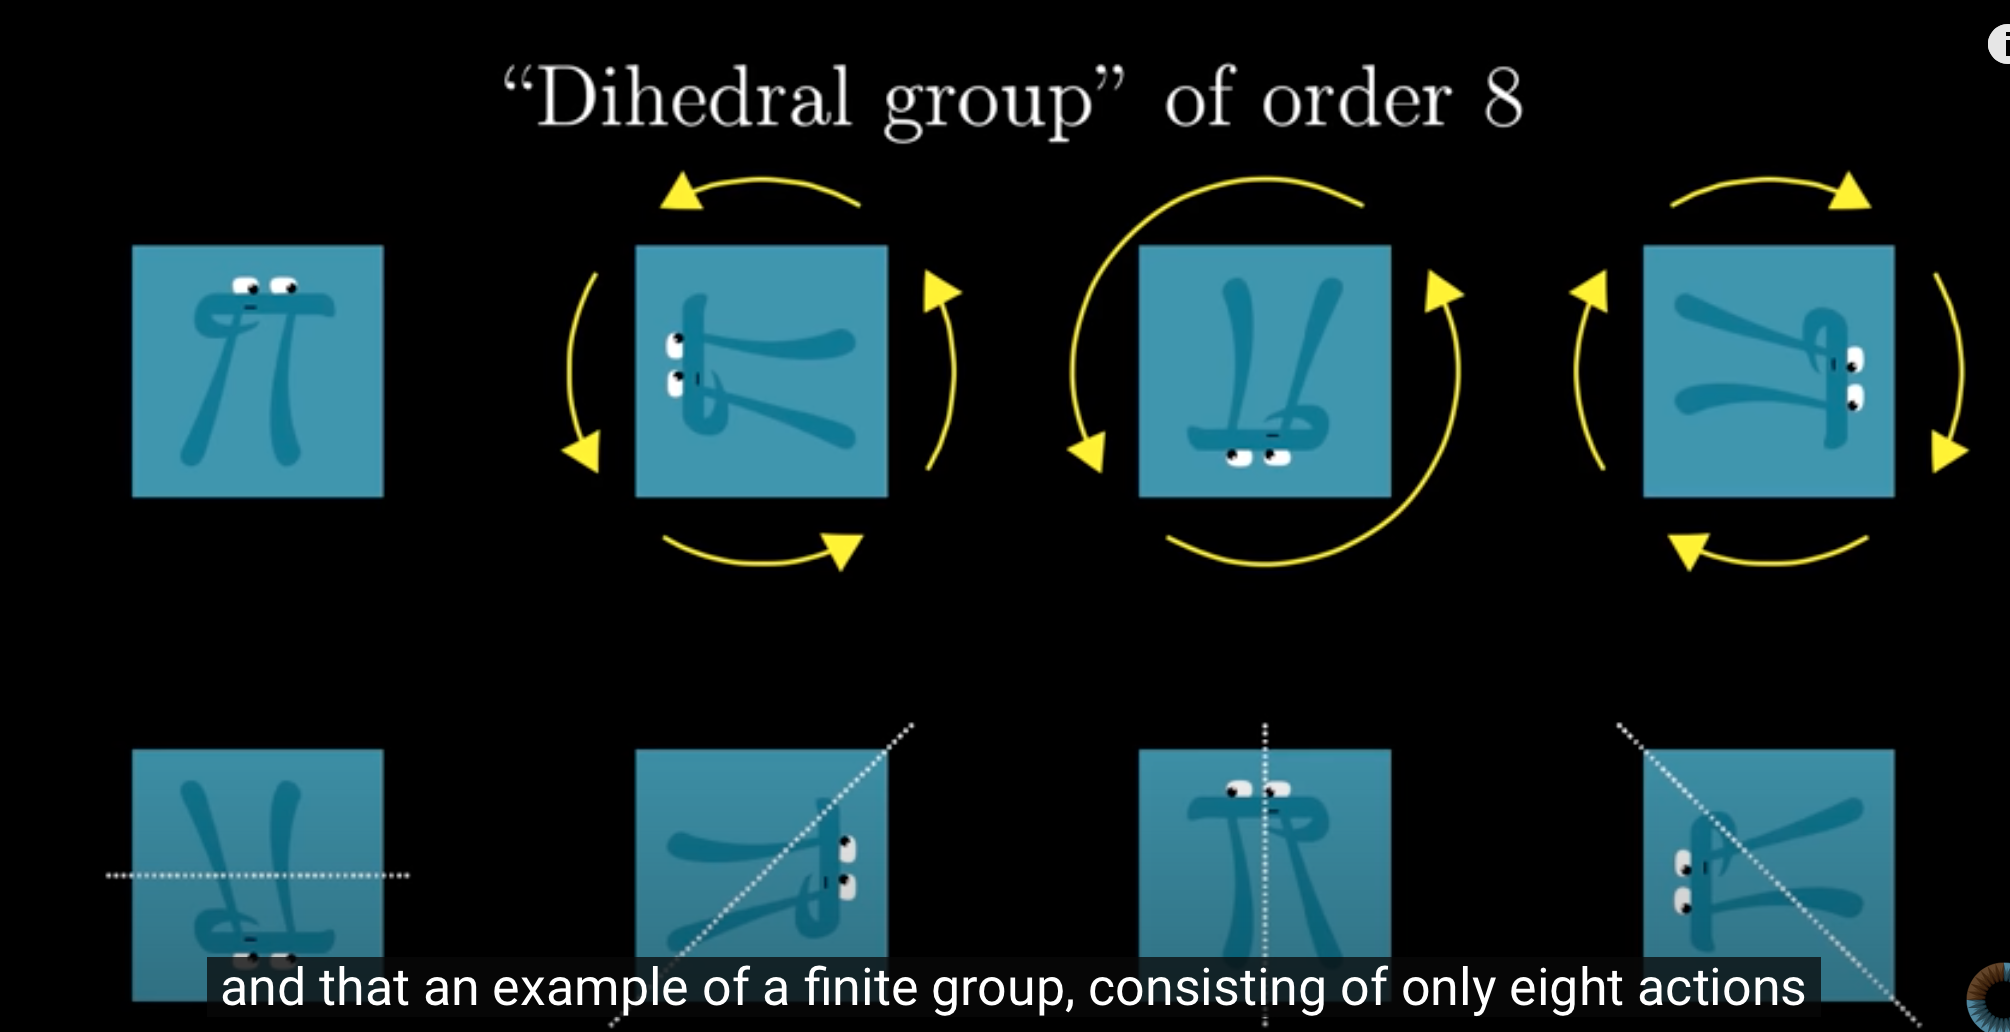 “Dihedral group” of order 8
and that an example of a finite group, consisting of only eight actions